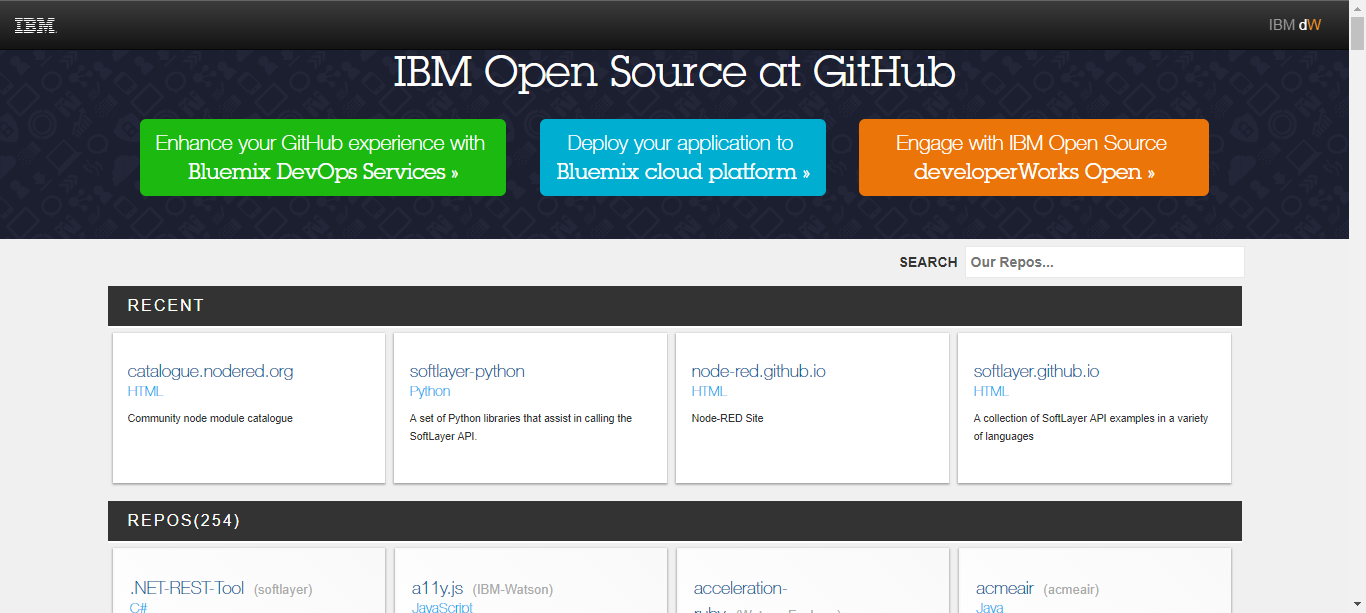 IBM
IBM dW
IBM Open Source at GitHub
Enhance your GitHub experience with
Bluemix DevOps Services »
Deploy your application to
Bluemix cloud platform »
Engage with IBM Open Source
developerWorks Open »
SEARCH Our Repos...
RECENT
catalogue.nodered.org
HTML
Community node module catalogue
softlayer-python
Python
A set of Python libraries that assist in calling the
SoftLayer API.
node-red.github.io
HTML
Node-RED Site
softlayer.github.io
HTML
A collection of SoftLayer API examples in a variety
of languages
REPOS(254)
.NET-REST-Tool (softlayer)
C#
a11y.js (IBM-Watson)
JavaScript
acceleration-
ruby
acmeair (acmeair)
Java